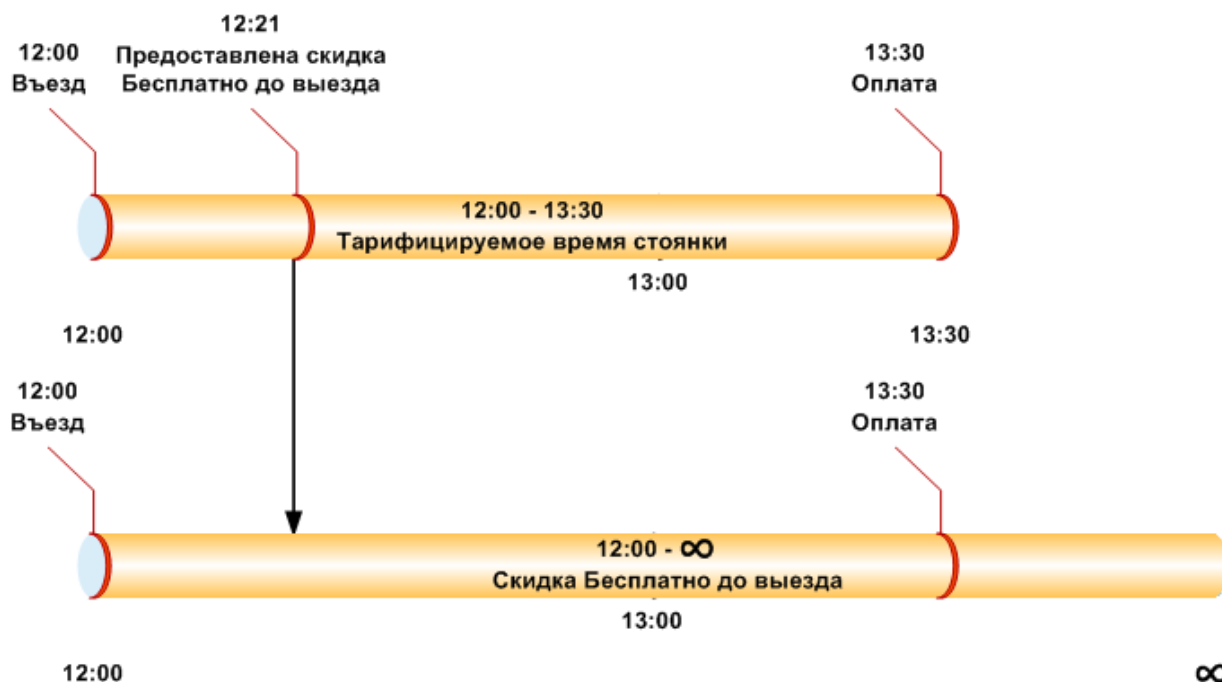 12:21
12:00
Предоставлена скидка
13:30
Въезд
Бесплатно до выезда
Оплата
12:00 - 13:30
Тарифицируемое время стоянки
13:00
12:00
13:30
12:00
13:30
Въезд
Оплата
12:00 - ∞
Скидка Бесплатно до выезда
13:00
12:00
∞